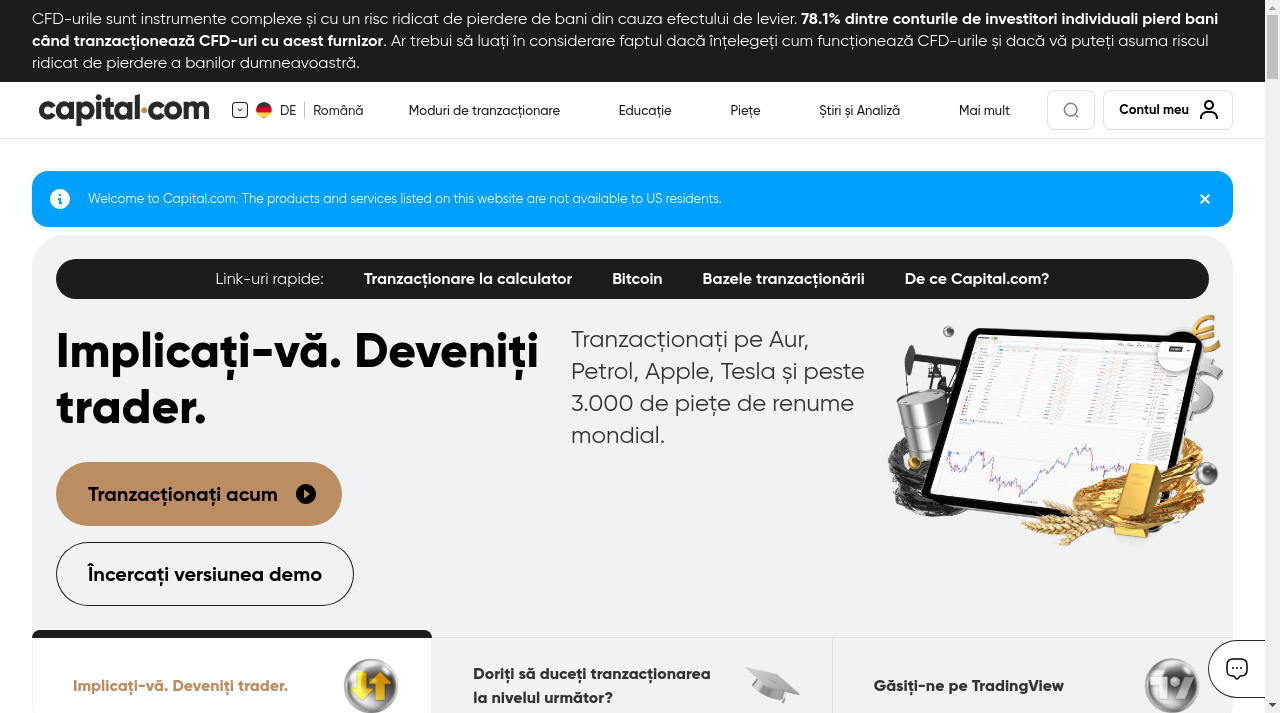 CFD-urile sunt instrumente complexe și cu un risc ridicat de pierdere de bani din cauza efectului de levier. 78.1% dintre conturile de investitori individuali pierd bani
când tranzacționează CFD-uri cu acest furnizor. Ar trebui să luați în considerare faptul dacă înțelegeți cum funcționează CFD-urile și dacă vă puteți asuma riscul
ridicat de pierdere a banilor dumneavoastră.
capital.com DE Română Moduri de tranzacționare Educație Piețe Știri și Analiză Mai mult Contul meu
Welcome to Capital.com. The products and services listed on this website are not available to US residents.
Link-uri rapide: Tranzacționare la calculator Bitcoin Bazele tranzacționării De ce Capital.com?
Implicați-vă. Deveniți
trader.
Tranzacționați pe Aur,
Petrol, Apple, Tesla și peste
3.000 de piețe de renume
mondial.
Tranzacționați acum
Încercați versiunea demo
Implicați-vă. Deveniți trader.
Doriți să duceți tranzacționarea
la nivelul următor?
Găsiți-ne pe TradingView